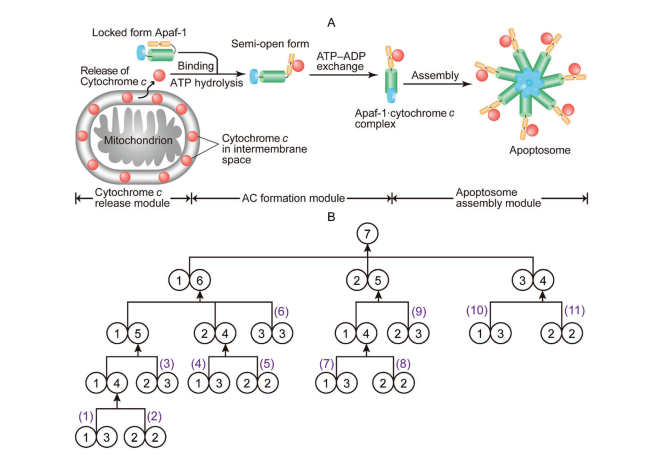 A
Locked form Apaf-1
Release of
Cytochrome c
Binding
ATP hydrolysis
Semi-open form
ATP–ADP
exchange
Assembly
Apaf-1·cytochrome c
complex
Apoptosome
Mitochondrion
Cytochrome c
in intermembrane
space
Cytochrome c
release module
AC formation module
Apoptosome
assembly module
B
7
1 6 2 5 3 4
(6) (9) (10) (11)
1 5 2 4 3 3 1 4 2 3 1 3 2 2
(3) (4) (5) (7) (8)
1 4 2 3 1 3 2 2 1 3 2 2
(1) (2)
1 3 2 2